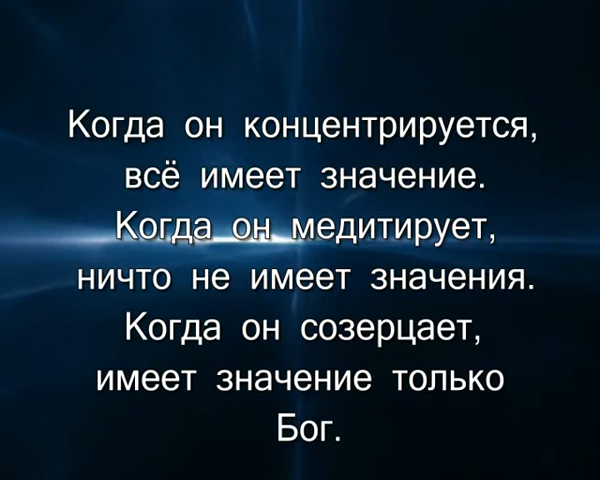 Когда он концентрируется,
всё имеет значение.
Когда он медитирует,
ничто не имеет значения.
Когда он созерцает,
имеет значение только
Бог.